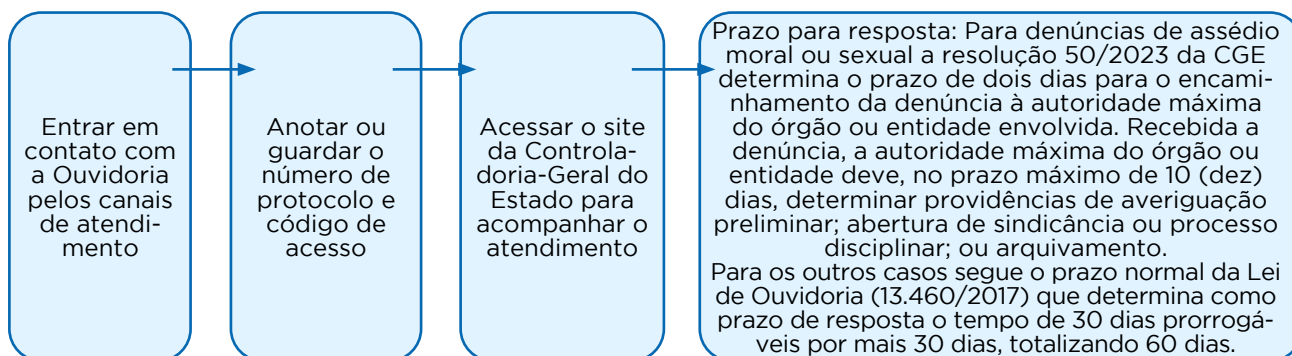 Entrar em
contato com
a Ouvidoria
pelos canais
de atendi-
mento
Anotar ou
guardar o
número de
protocolo e
código de
acesso
Acessar o site
da Controla-
doria-Geral do
Estado para
acompanhar o
atendimento
Prazo para resposta: Para denúncias de assédio
moral ou sexual a resolução 50/2023 da CGE
determina o prazo de dois dias para o encami-
nhamento da denúncia à autoridade máxima
do órgão ou entidade envolvida. Recebida a
denúncia, a autoridade máxima do órgão ou
entidade deve, no prazo máximo de 10 (dez)
dias, determinar providências de averiguação
preliminar; abertura de sindicância ou processo
disciplinar; ou arquivamento.
Para os outros casos segue o prazo normal da Lei
de Ouvidoria (13.460/2017) que determina como
prazo de resposta o tempo de 30 dias prorrogá-
veis por mais 30 dias, totalizando 60 dias.